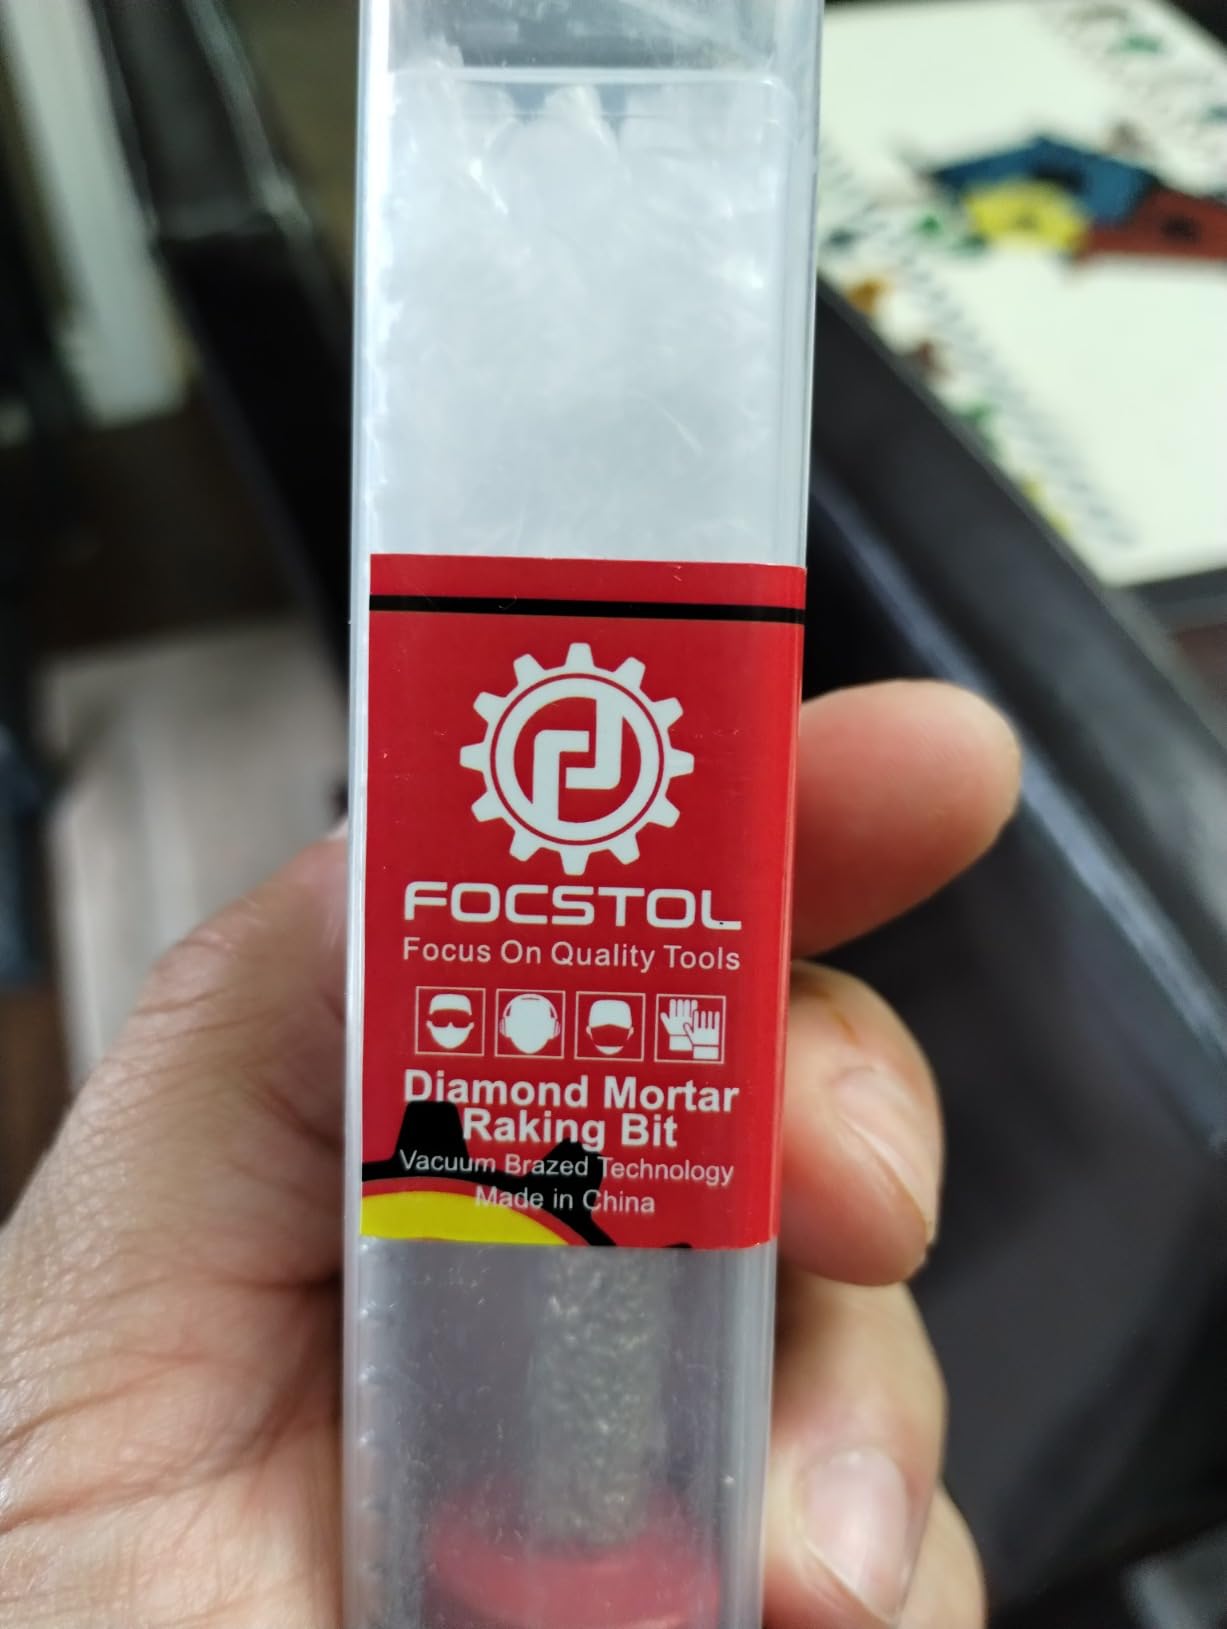 FOCSTOL
Focus On Quality Tools
Diamond Mortar
Raking Bit
Vacuum Brazed Technology
Made in China